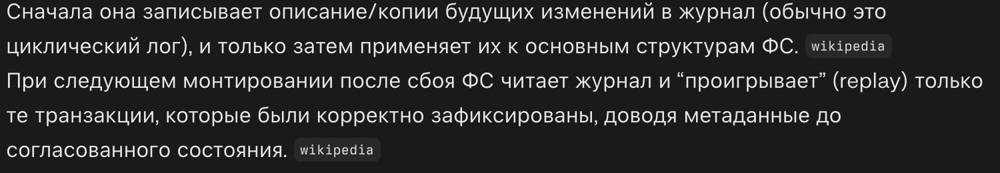 Сначала она записывает описание/копии будущих изменений в журнал (обычно это
циклический лог), и только затем применяет их к основным структурам ФС. wikipedia
При следующем монтировании после сбоя ФС читает журнал и “проигрывает” (replay) только
те транзакции, которые были корректно зафиксированы, доводя метаданные до
согласованного состояния. wikipedia